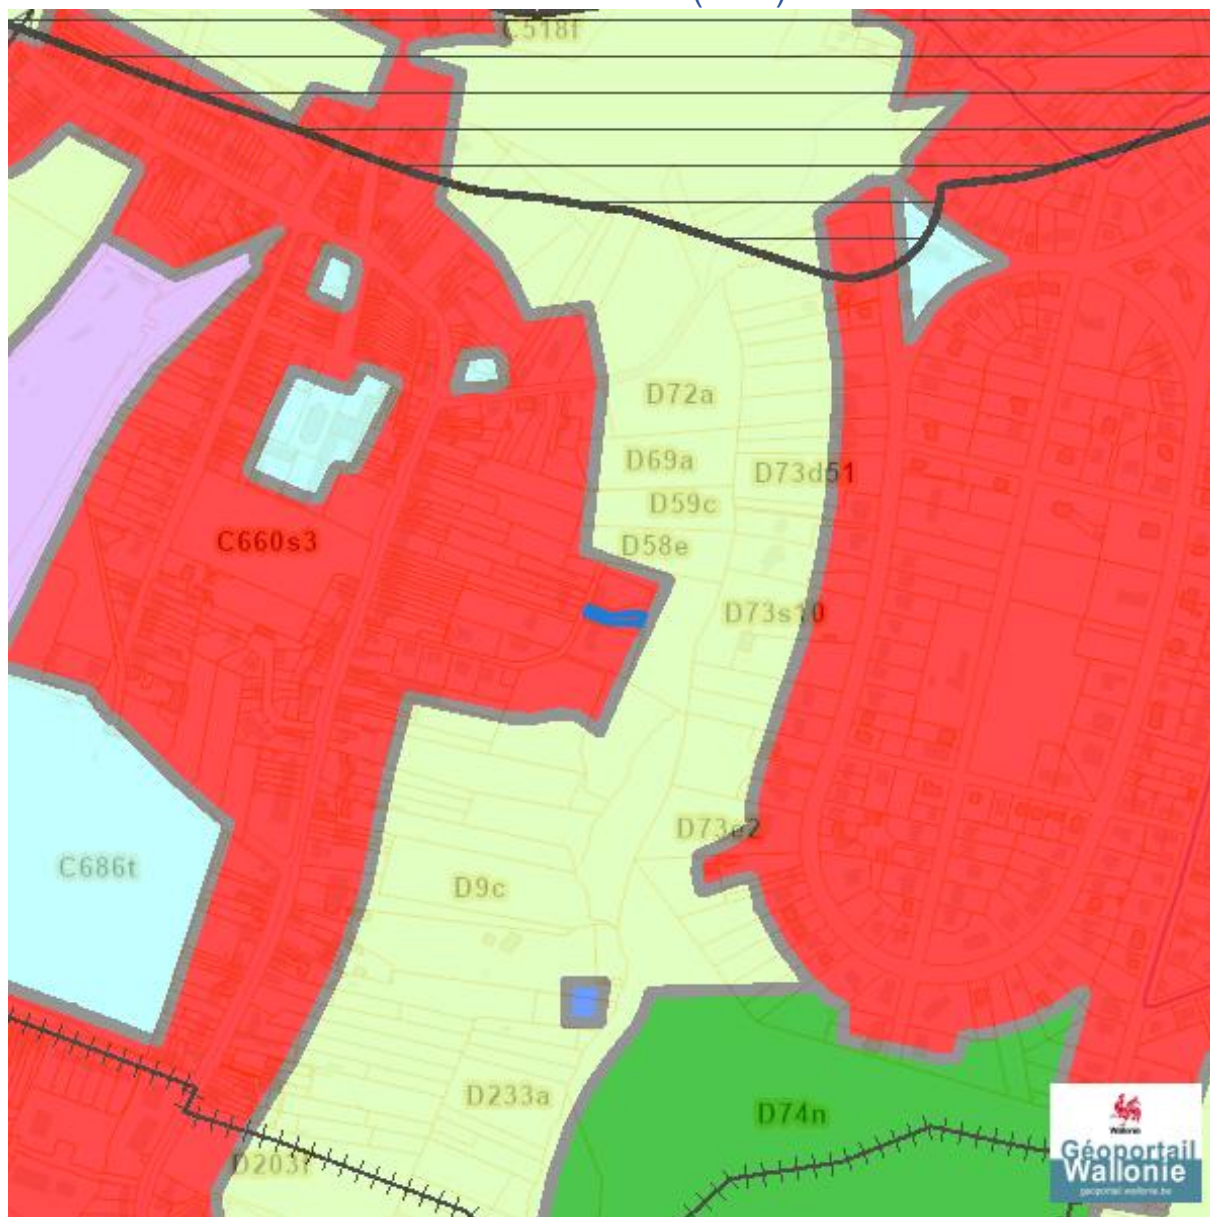 C518f
D72a
D69a
D73d51
D59c
C660s3
D58e
D73s10
D73e2
C686t
D9c
D233a
D74n
D203f
Wallonie
Géoportail
Wallonie
geoportail.wallonie.be